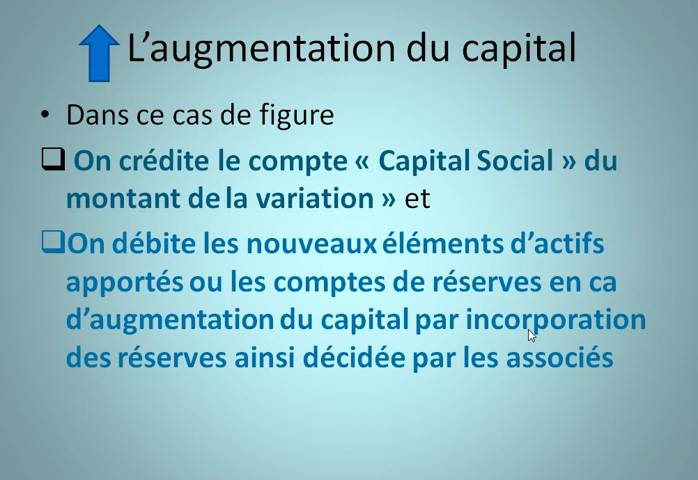 L'augmentation du capital
• Dans ce cas de figure
❑ On crédite le compte « Capital Social » du
montant de la variation » et
❑On débite les nouveaux éléments d'actifs
apportés ou les comptes de réserves en ca
d'augmentation du capital par incorporation
des réserves ainsi décidée par les associés